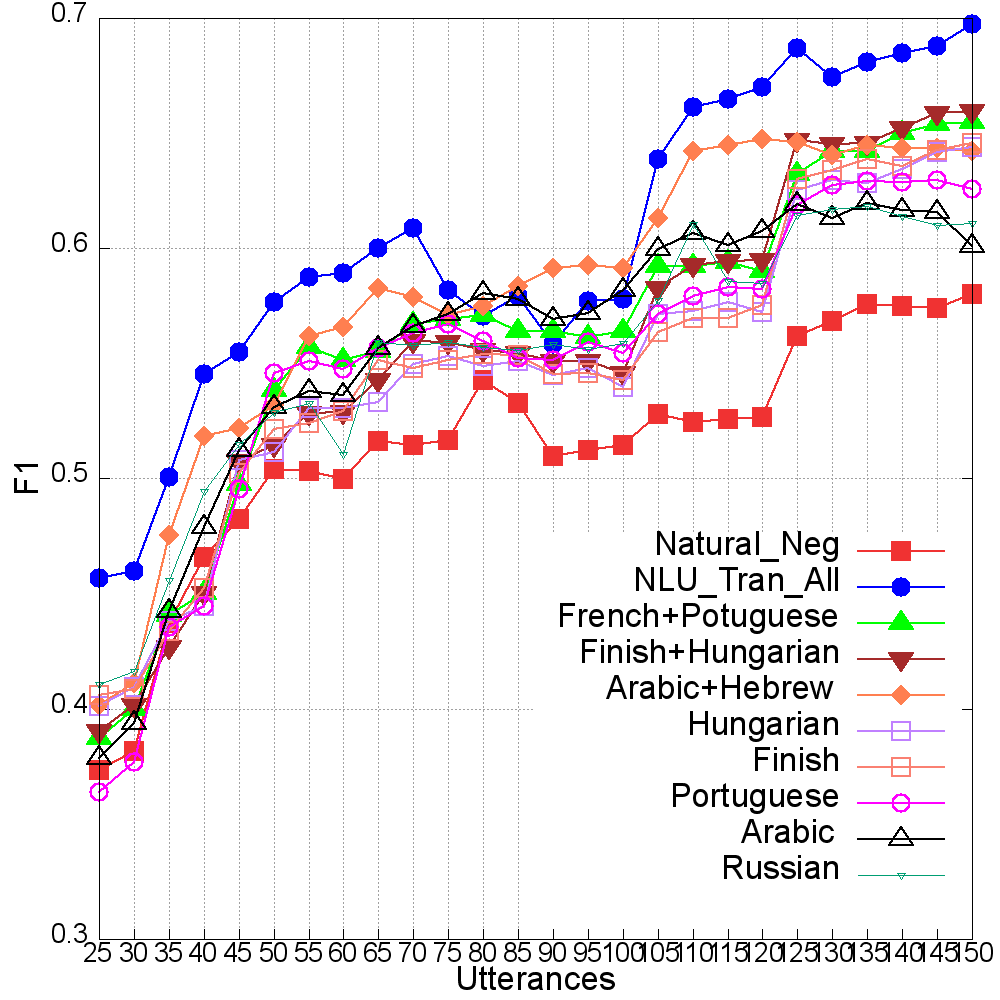 0.7
0.6
0.5
0.4
0.3
F1
Natural_Neg
NLU_Tran_All
French+Potuguese
Finish+Hungarian
Arabic+Hebrew
Hungarian
Finish
Portuguese
Arabic
Russian
25 30 35 40 45 50 55 60 65 70 75 80 85 90 95 100 105 110 115 120 125 130 135 140 145 150
Utterances